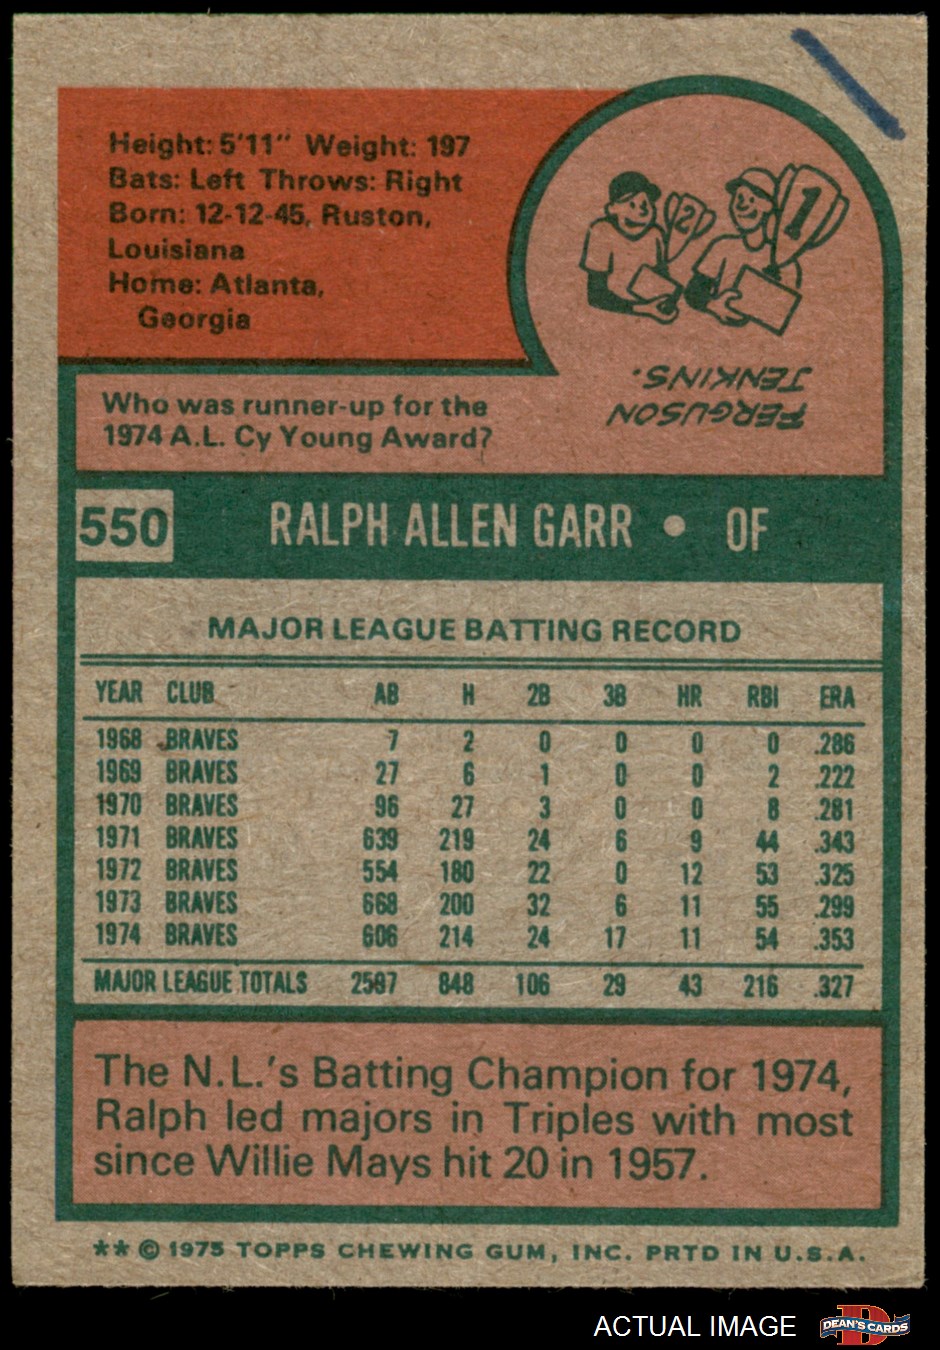 Height: 5'11" Weight: 197
Bats: Left Throws: Right
Born: 12-12-45, Ruston,
Louisiana
Home: Atlanta,
Georgia
2
1
Who was runner-up for the
1974 A.L. Cy Young Award?
FERGUSON
JENKINS.
550 RALPH ALLEN GARR • OF
MAJOR LEAGUE BATTING RECORD
YEAR CLUB AB H 2B 3B HR RBI ERA
1968 BRAVES 7 2 0 0 0 0 .286
1969 BRAVES 27 6 1 0 0 2 .222
1970 BRAVES 96 27 3 0 0 8 .281
1971 BRAVES 639 219 24 6 9 44 .343
1972 BRAVES 554 180 22 0 12 53 .325
1973 BRAVES 668 200 32 6 11 55 .299
1974 BRAVES 606 214 24 17 11 54 .353
MAJOR LEAGUE TOTALS 2597 848 106 29 43 216 .327
The N.L.'s Batting Champion for 1974,
Ralph led majors in Triples with most
since Willie Mays hit 20 in 1957.
** © 1975 TOPPS CHEWING GUM, INC. PRTD IN U.S.A.
ACTUAL IMAGE
D
DEAN'S CARDS